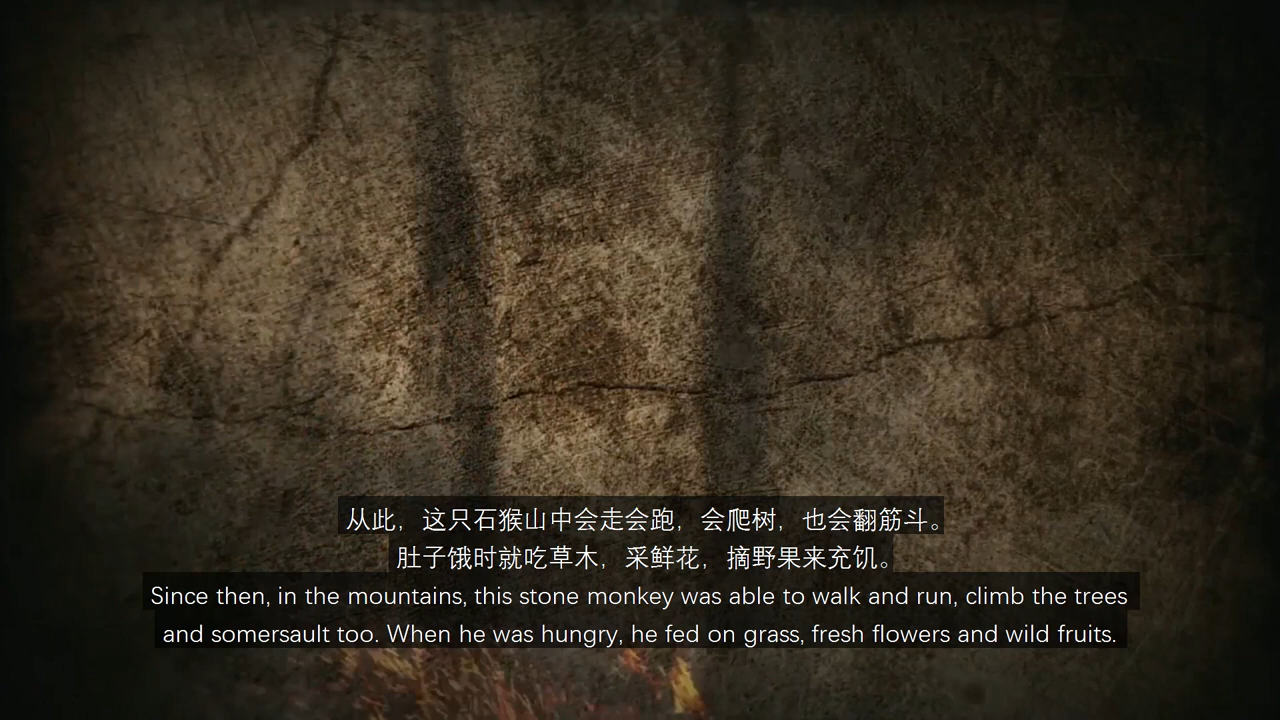 从此，这只石猴山中会走会跑，会爬树，也会翻筋斗。
肚子饿时就吃草木，采鲜花，摘野果来充饥。
Since then, in the mountains, this stone monkey was able to walk and run, climb the trees
and somersault too. When he was hungry, he fed on grass, fresh flowers and wild fruits.